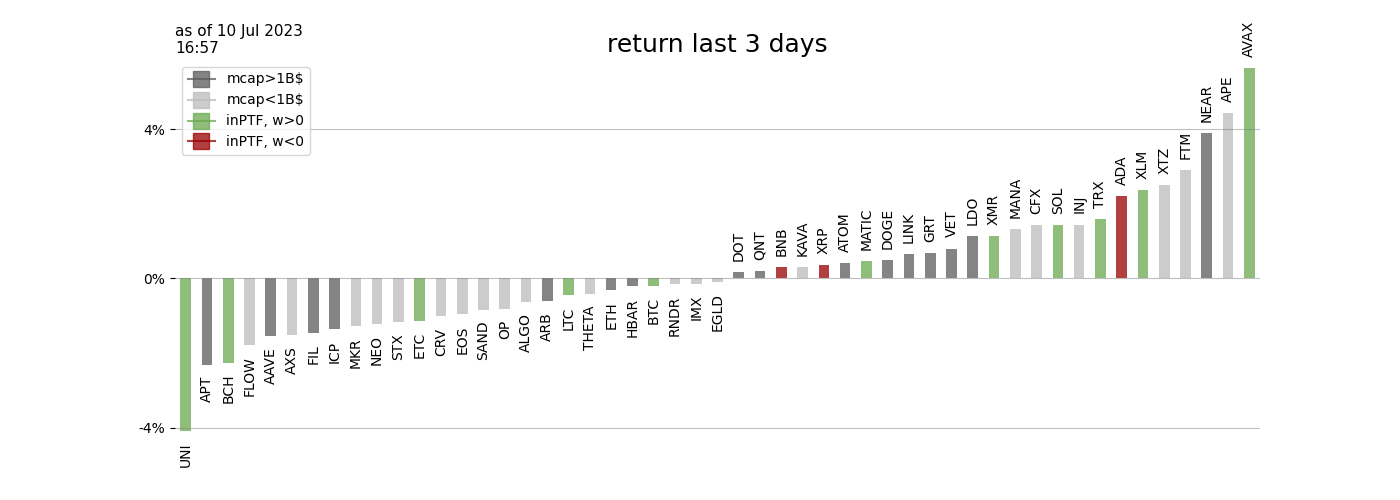 as of 10 Jul 2023
16:57
return last 3 days
mcap>1B$
mcap<1B$
inPTF, w>0
inPTF, w<0
4%
0%
-4%
UNI
APT
BCH
FLOW
AAVE
AXS
FIL
ICP
MKR
NEO
STX
ETC
CRV
EOS
SAND
OP
ALGO
ARB
LTC
THETA
ETH
HBAR
BTC
RNDR
IMX
EGLD
DOT
QNT
BNB
KAVA
XRP
ATOM
MATIC
DOGE
LINK
GRT
VET
LDO
XMR
MANA
CFX
SOL
INJ
TRX
ADA
XLM
XTZ
FTM
NEAR
APE
AVAX